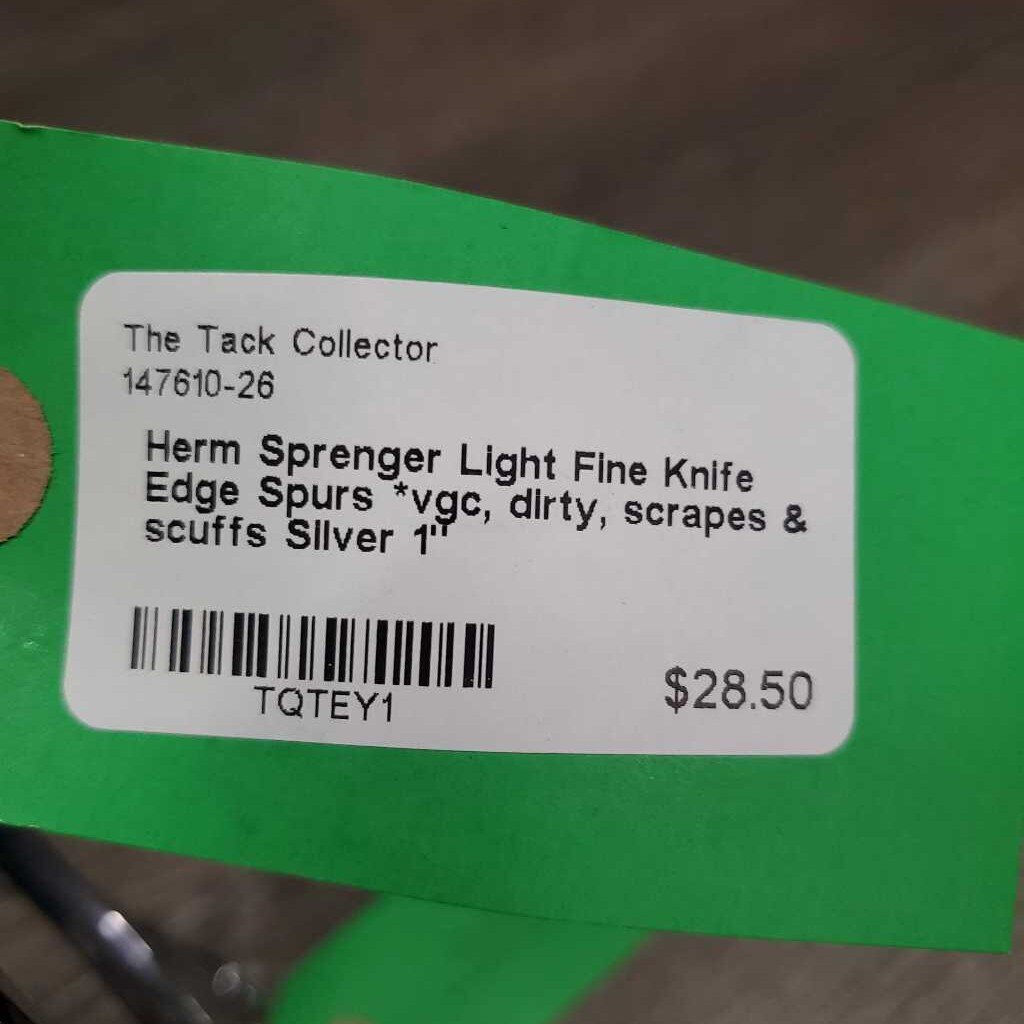 The Tack Collector
147610-26
Herm Sprenger Light Fine Knife
Edge Spurs *vgc, dirty, scrapes &
scuffs Silver 1"
TQTEY1
$28.50